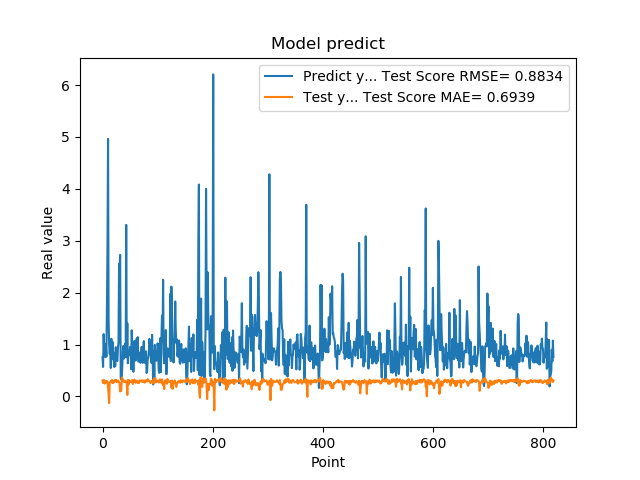 Model predict
Predict y... Test Score RMSE= 0.8834
Test y... Test Score MAE= 0.6939
Real value
6
5
4
3
2
1
0
0 200 400 600 800
Point